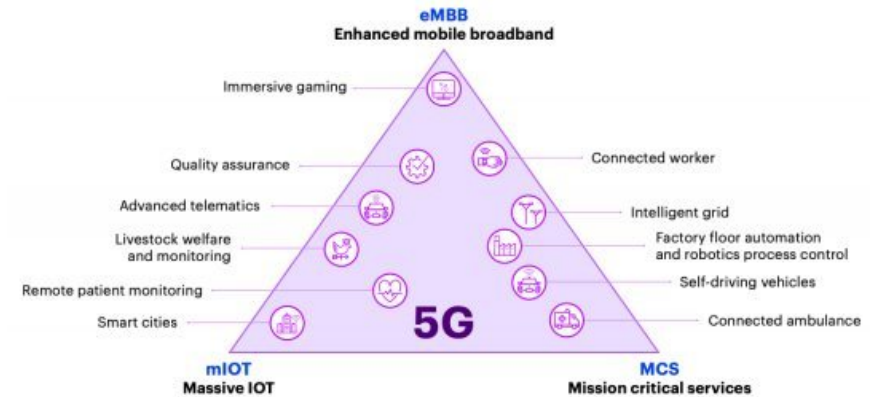 eMBB
Enhanced mobile broadband
Immersive gaming
Quality assurance
Connected worker
Advanced telematics
Intelligent grid
Livestock welfare
and monitoring
Factory floor automation
and robotics process control
Remote patient monitoring
Self-driving vehicles
Smart cities
5G
Connected ambulance
mIOT
Massive IOT
MCS
Mission critical services